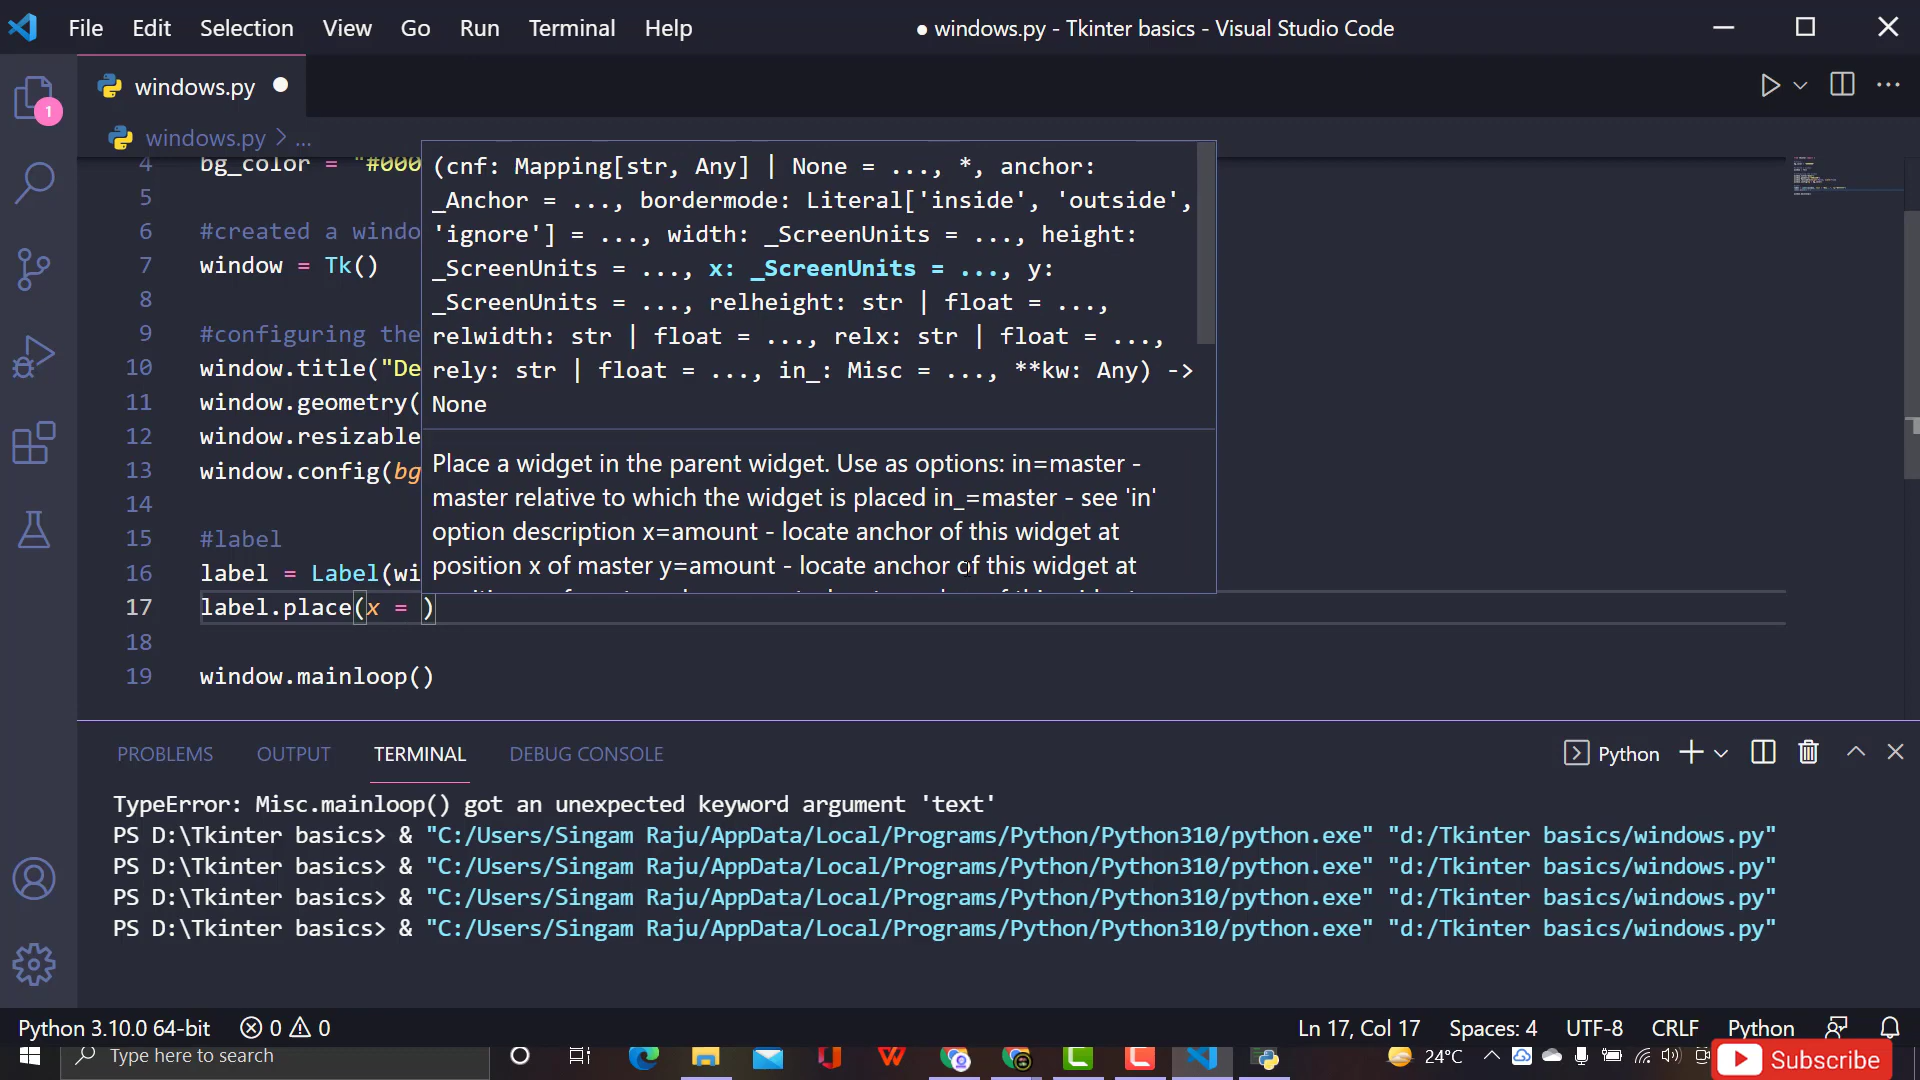 File Edit Selection View Go Run Terminal Help ● windows.py - Tkinter basics - Visual Studio Code
windows.py
1
windows.py > ...
4 bg_color = "#000
5
6 #created a windo
7 window = Tk()
8
9 #configuring the
10 window.title("De
11 window.geometry(
12 window.resizable
13 window.config(bg
14
15 #label
16 label = Label(wi
17 label.place(x = )
18
19 window.mainloop()
(cnf: Mapping[str, Any] | None = ..., *, anchor:
_Anchor = ..., bordermode: Literal['inside', 'outside',
'ignore'] = ..., width: _ScreenUnits = ..., height:
_ScreenUnits = ..., x: _ScreenUnits = ..., y:
_ScreenUnits = ..., relheight: str | float = ...,
relwidth: str | float = ..., relx: str | float = ...,
rely: str | float = ..., in_: Misc = ..., **kw: Any) ->
None
Place a widget in the parent widget. Use as options: in=master -
master relative to which the widget is placed in_=master - see 'in'
option description x=amount - locate anchor of this widget at
position x of master y=amount - locate anchor of this widget at
PROBLEMS OUTPUT TERMINAL DEBUG CONSOLE Python
TypeError: Misc.mainloop() got an unexpected keyword argument 'text'
PS D:\Tkinter basics> & "C:/Users/Singam Raju/AppData/Local/Programs/Python/Python310/python.exe" "d:/Tkinter basics/windows.py"
PS D:\Tkinter basics> & "C:/Users/Singam Raju/AppData/Local/Programs/Python/Python310/python.exe" "d:/Tkinter basics/windows.py"
PS D:\Tkinter basics> & "C:/Users/Singam Raju/AppData/Local/Programs/Python/Python310/python.exe" "d:/Tkinter basics/windows.py"
PS D:\Tkinter basics> & "C:/Users/Singam Raju/AppData/Local/Programs/Python/Python310/python.exe" "d:/Tkinter basics/windows.py"
Python 3.10.0 64-bit 0 0 Ln 17, Col 17 Spaces: 4 UTF-8 CRLF Python
Type here to search 24°C Subscribe